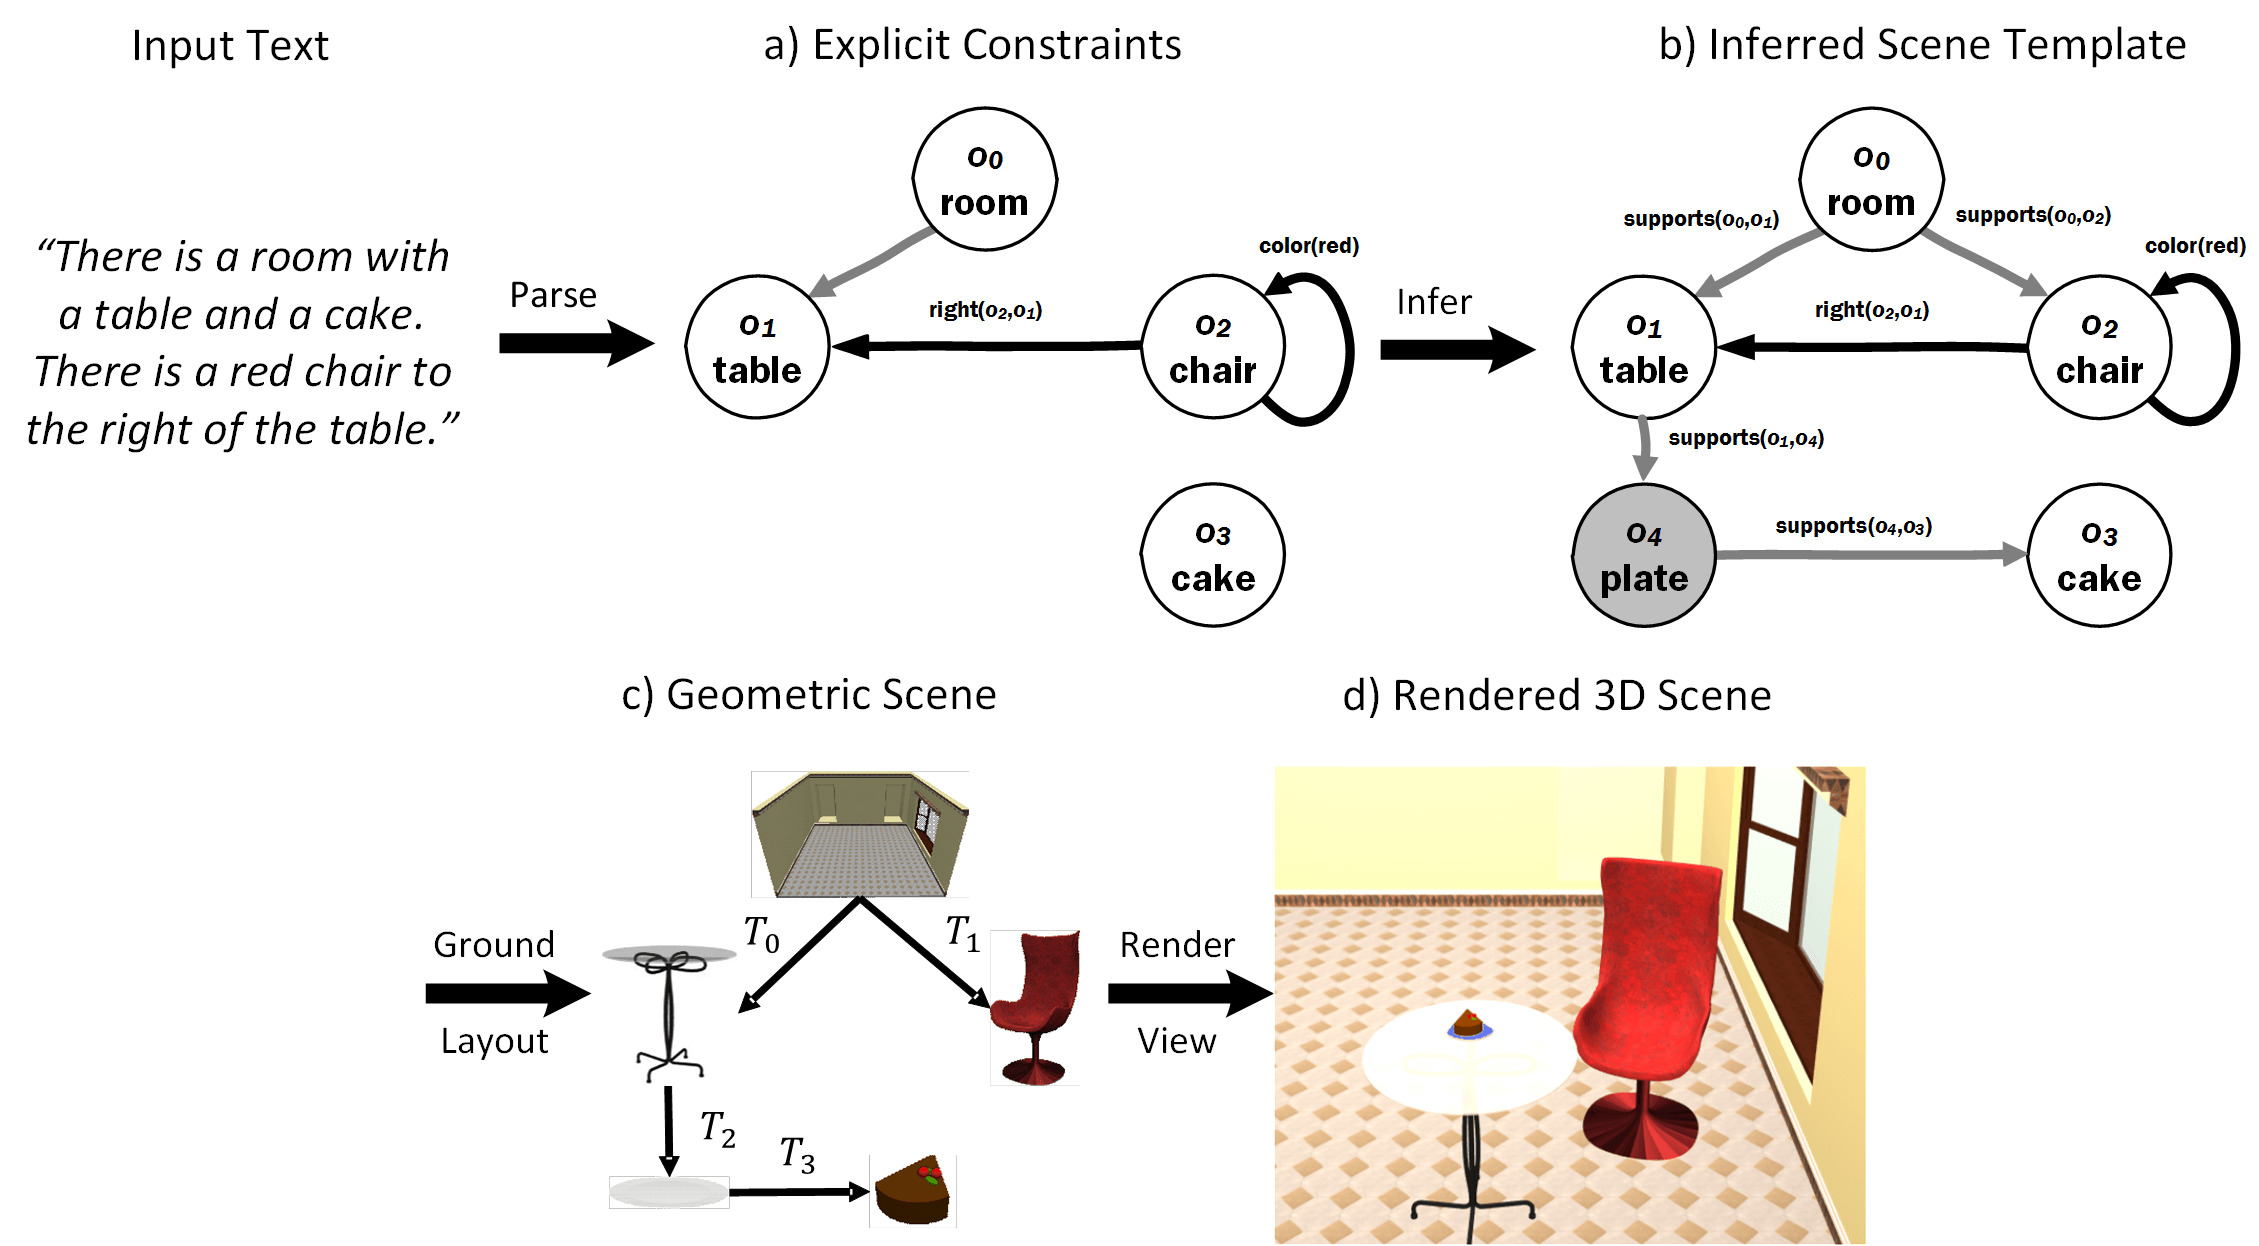 Input Text
a) Explicit Constraints
b) Inferred Scene Template
“There is a room with
a table and a cake.
There is a red chair to
the right of the table.”
Parse
o0
room
o1
table
right(o2,o1)
o2
chair
color(red)
o3
cake
Infer
o0
room
supports(o0,o1)
supports(o0,o2)
color(red)
o1
table
right(o2,o1)
o2
chair
supports(o1,o4)
o4
plate
supports(o4,o3)
o3
cake
c) Geometric Scene
d) Rendered 3D Scene
Ground
Layout
T0
T1
T2
T3
Render
View